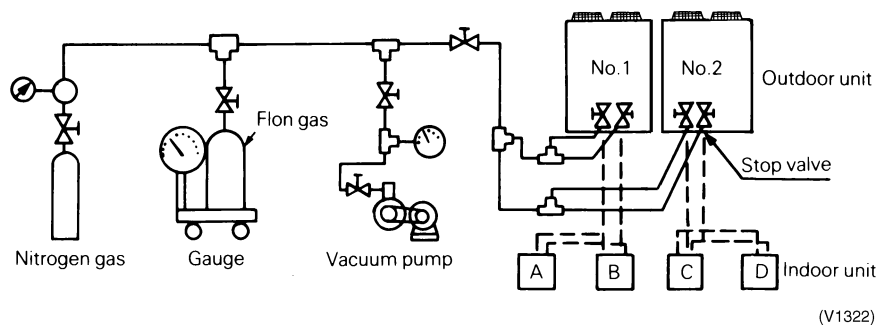 No.1
No.2
Outdoor unit
Flon gas
Stop valve
Nitrogen gas
Gauge
Vacuum pump
A
B
C
D
Indoor unit
(V1322)